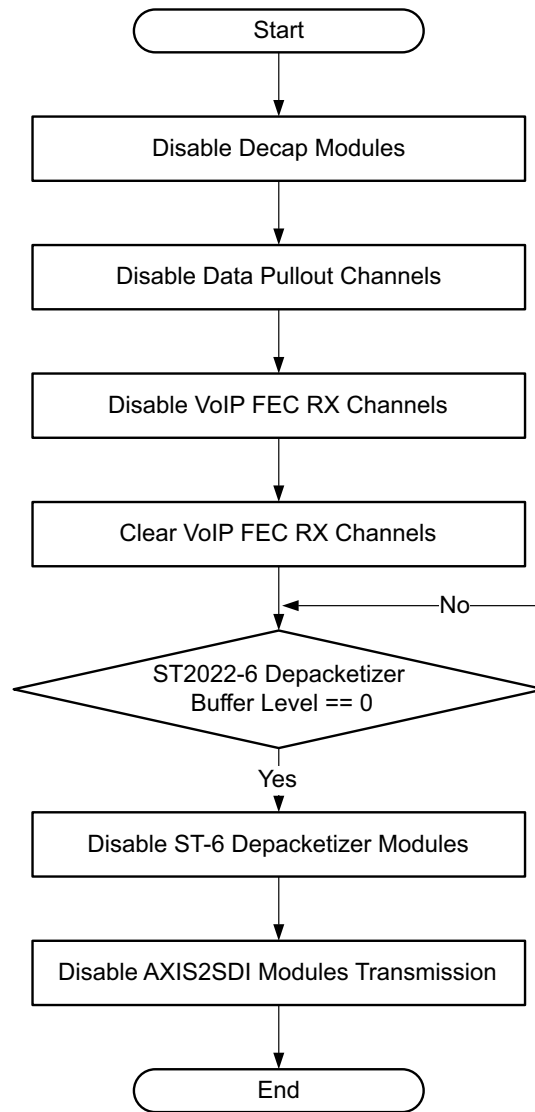 Start
Disable Decap Modules
Disable Data Pullout Channels
Disable VoIP FEC RX Channels
Clear VoIP FEC RX Channels
No
ST2022-6 Depacketizer
Buffer Level == 0
Yes
Disable ST-6 Depacketizer Modules
Disable AXIS2SDI Modules Transmission
End